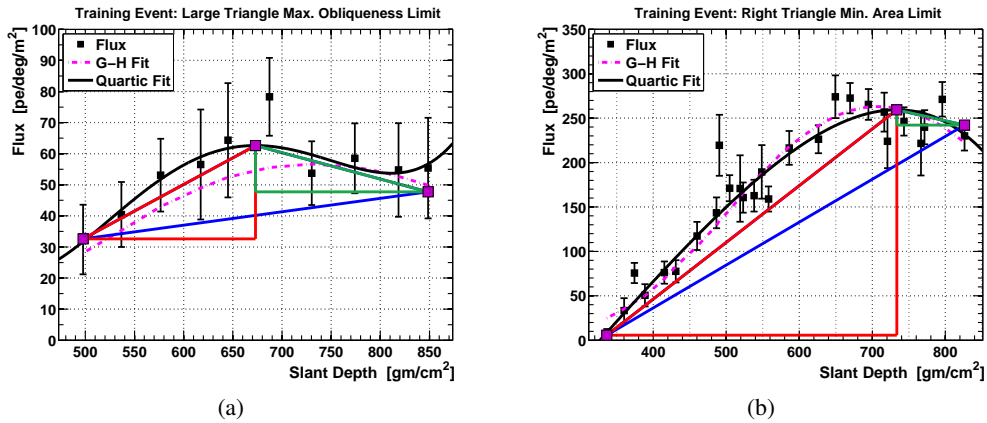 Training Event: Large Triangle Max. Obliqueness Limit
Flux [pe/deg/m²]
100
90
80
70
60
50
40
30
20
10
0
Flux
G−H Fit
Quartic Fit
500 550 600 650 700 750 800 850
Slant Depth [gm/cm²]
(a)
Training Event: Right Triangle Min. Area Limit
Flux [pe/deg/m²]
350
300
250
200
150
100
50
0
Flux
G−H Fit
Quartic Fit
400 500 600 700 800
Slant Depth [gm/cm²]
(b)